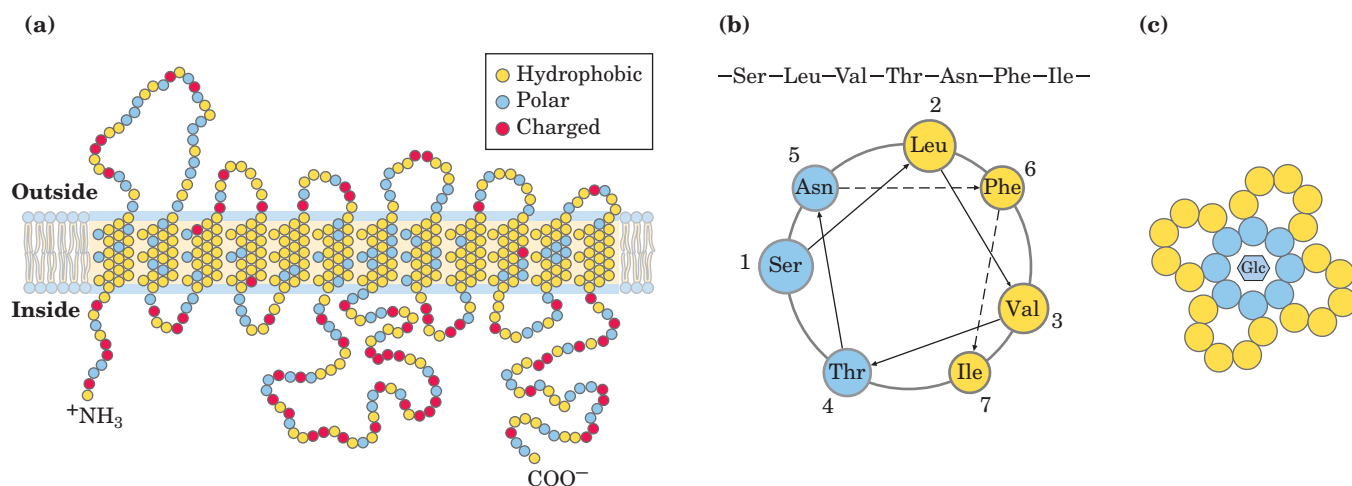 (a)
Hydrophobic
Polar
Charged
Outside
Inside
+NH3
COO−
(b)
—Ser—Leu—Val—Thr—Asn—Phe—Ile—
2
Leu
5
Asn
6
Phe
1
Ser
Val
3
Thr
4
Ile
7
(c)
Glc